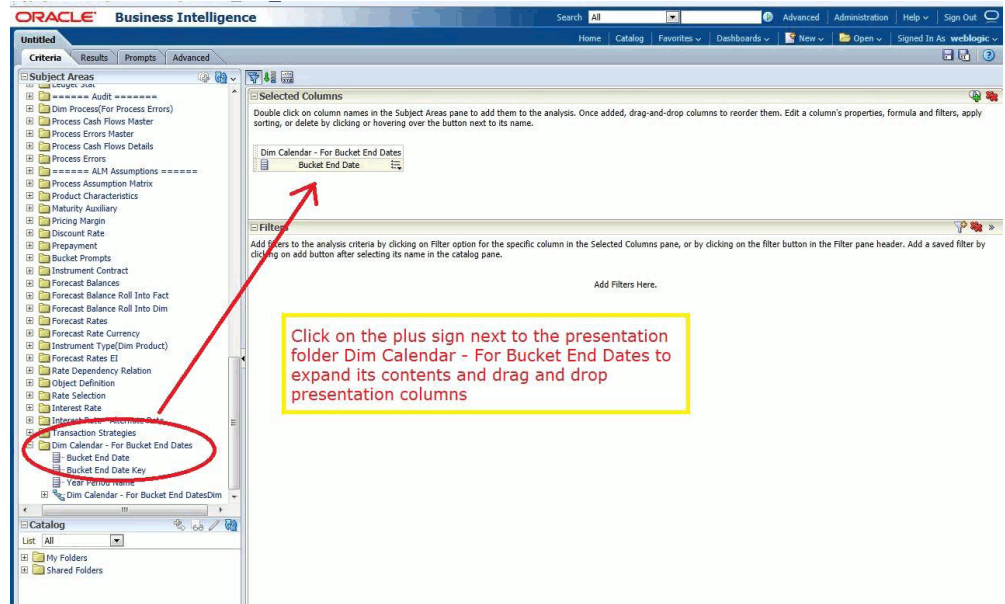 ORACLE Business Intelligence
Search All
Advanced
Administration
Help
Sign Out
Untitled
Home
Catalog
Favorites
Dashboards
New
Open
Signed In As weblogic
Criteria
Results
Prompts
Advanced
Subject Areas
Ledger Stat
====== Audit =======
Dim Process(For Process Errors)
Process Cash Flows Master
Process Errors Master
Process Cash Flows Details
Process Errors
====== ALM Assumptions ======
Process Assumption Matrix
Product Characteristics
Maturity Auxiliary
Pricing Margin
Discount Rate
Prepayment
Bucket Prompts
Instrument Contract
Forecast Balances
Forecast Balance Roll Into Fact
Forecast Balance Roll Into Dim
Forecast Rates
Forecast Rate Currency
Instrument Type(Dim Product)
Forecast Rates EI
Rate Dependency Relation
Object Definition
Rate Selection
Interest Rate
Interest Rate - Alternate Rate
Transaction Strategies
Dim Calendar - For Bucket End Dates
Bucket End Date
Bucket End Date Key
Year Period Name
Dim Calendar - For Bucket End DatesDim
Catalog
List All
My Folders
Shared Folders
Selected Columns
Double click on column names in the Subject Areas pane to add them to the analysis. Once added, drag-and-drop columns to reorder them. Edit a column's properties, formula and filters, apply
sorting, or delete by clicking or hovering over the button next to its name.
Dim Calendar - For Bucket End Dates
Bucket End Date
Filters
Add filters to the analysis criteria by clicking on Filter option for the specific column in the Selected Columns pane, or by clicking on the filter button in the Filter pane header. Add a saved filter by
clicking on add button after selecting its name in the catalog pane.
Add Filters Here.
Click on the plus sign next to the presentation
folder Dim Calendar - For Bucket End Dates to
expand its contents and drag and drop
presentation columns